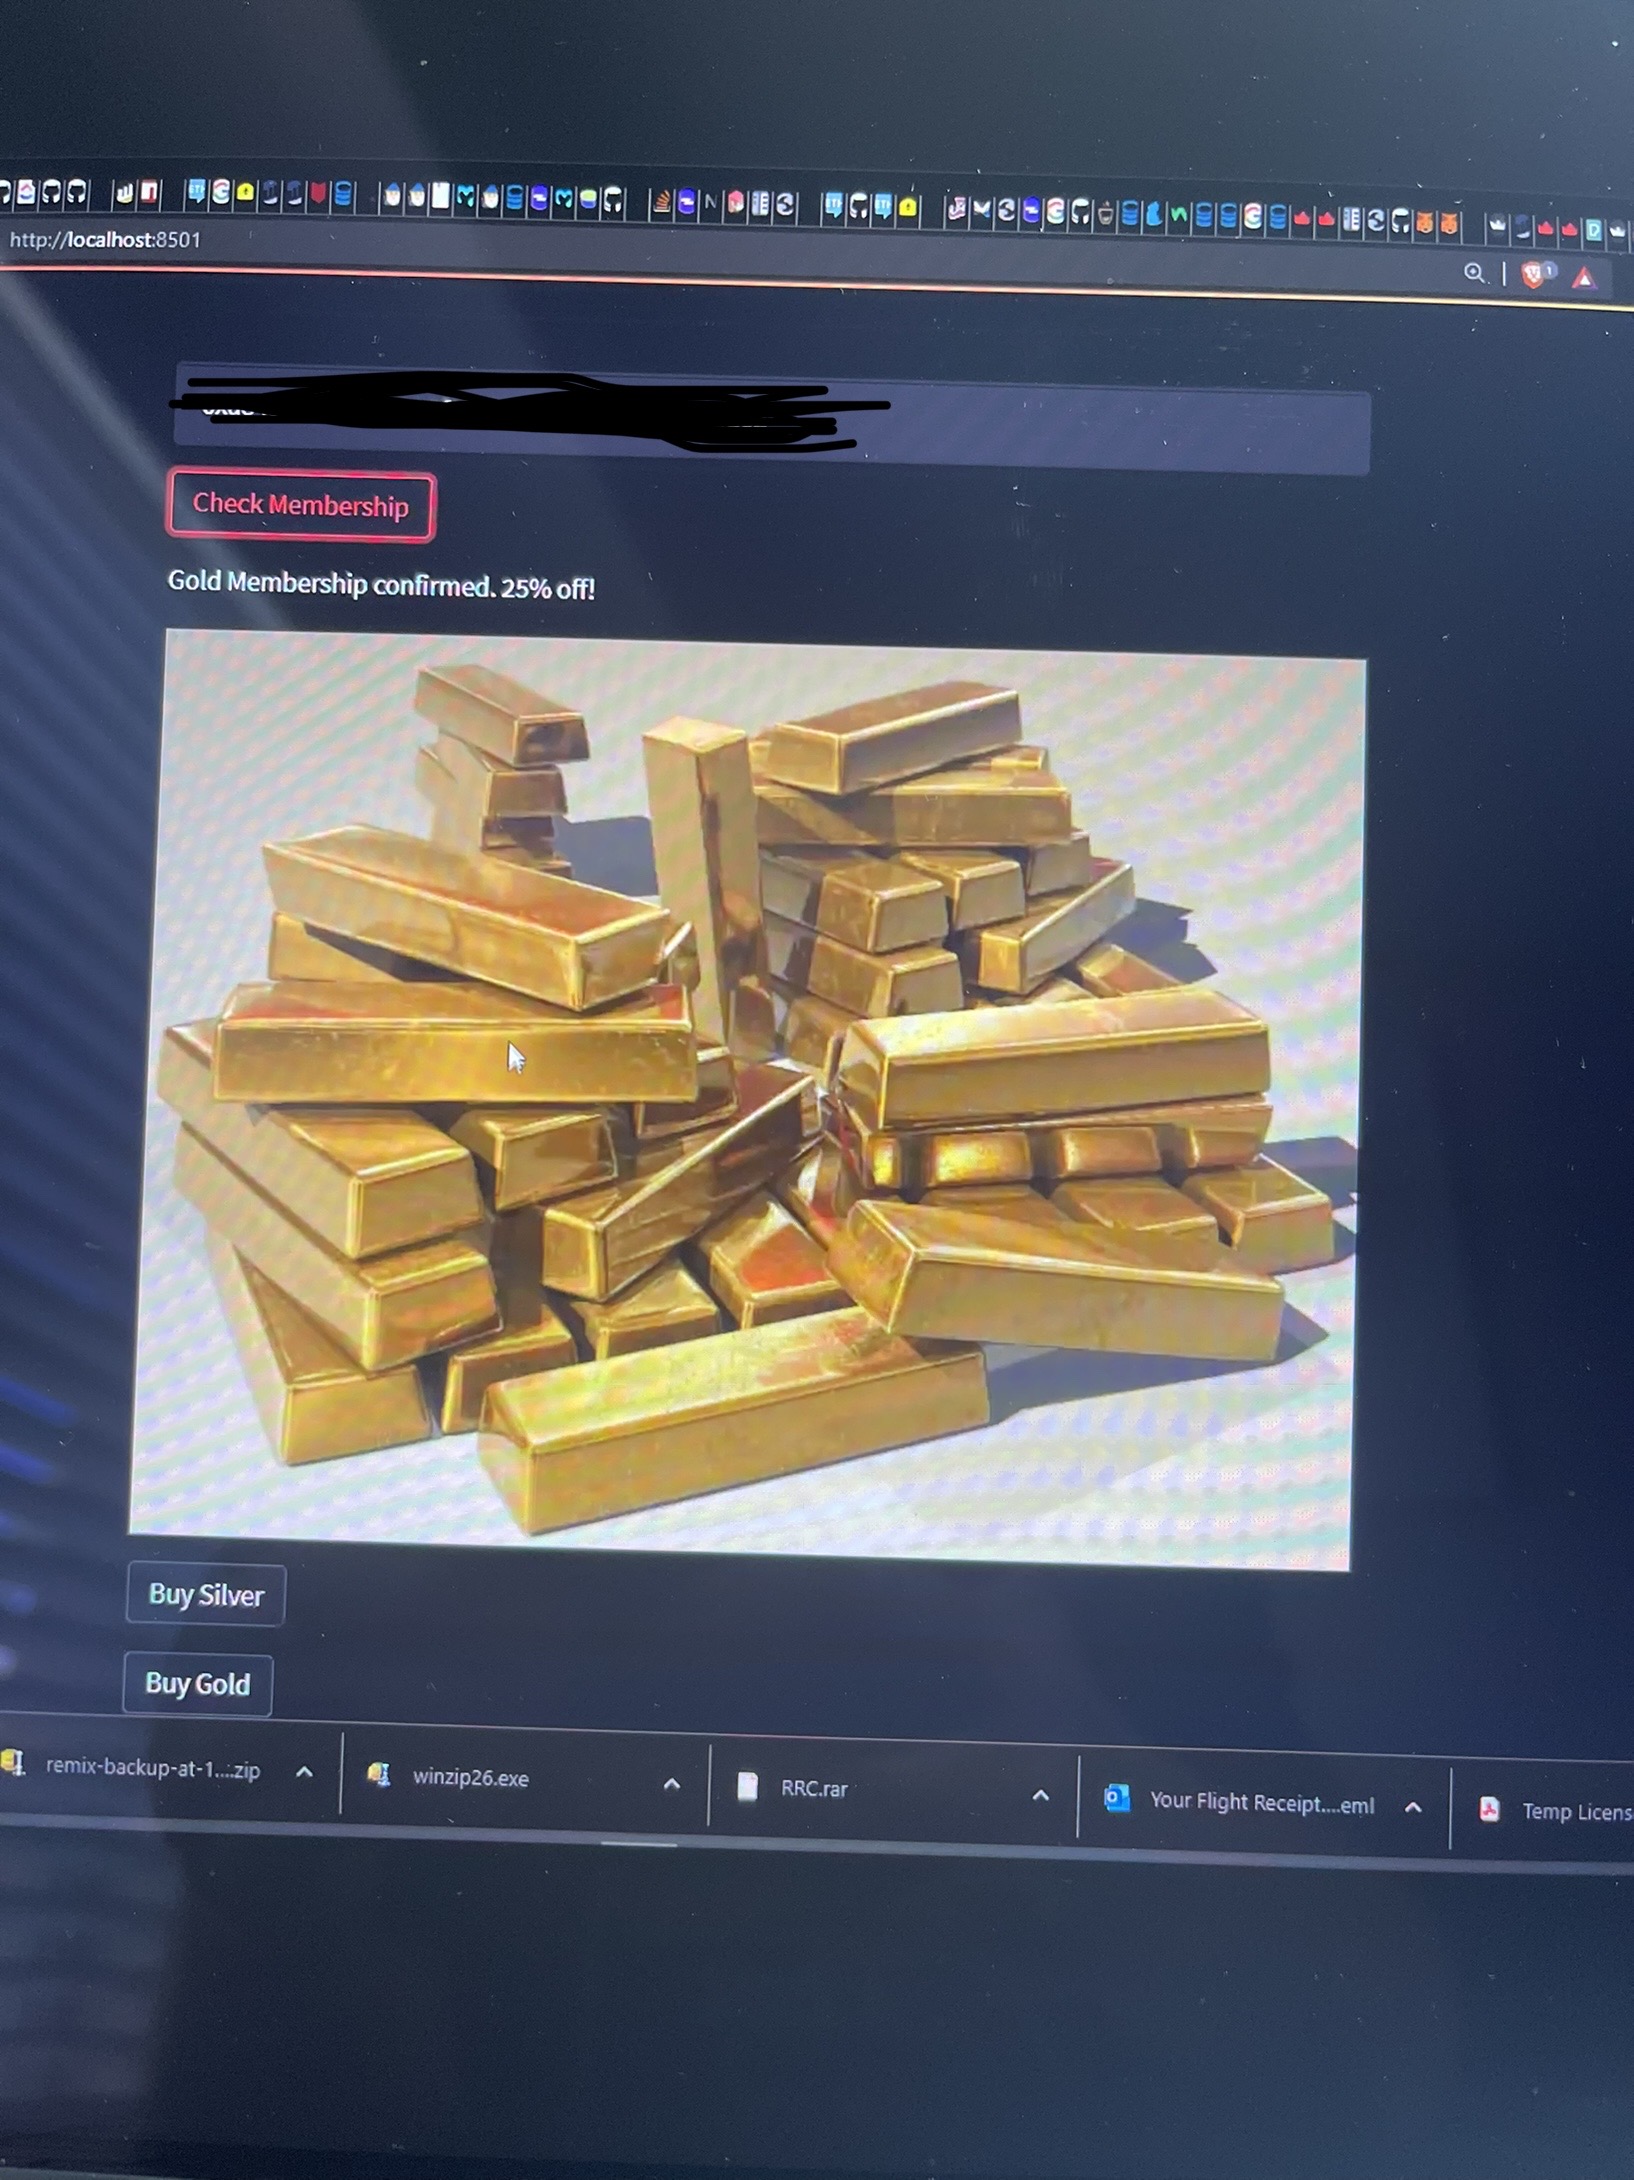 http://localhost:8501
Check Membership
Gold Membership confirmed. 25% off!
Buy Silver
Buy Gold
remix-backup-at-1....zip
winzip26.exe
RRC.rar
Your Flight Receipt....eml
Temp Licens